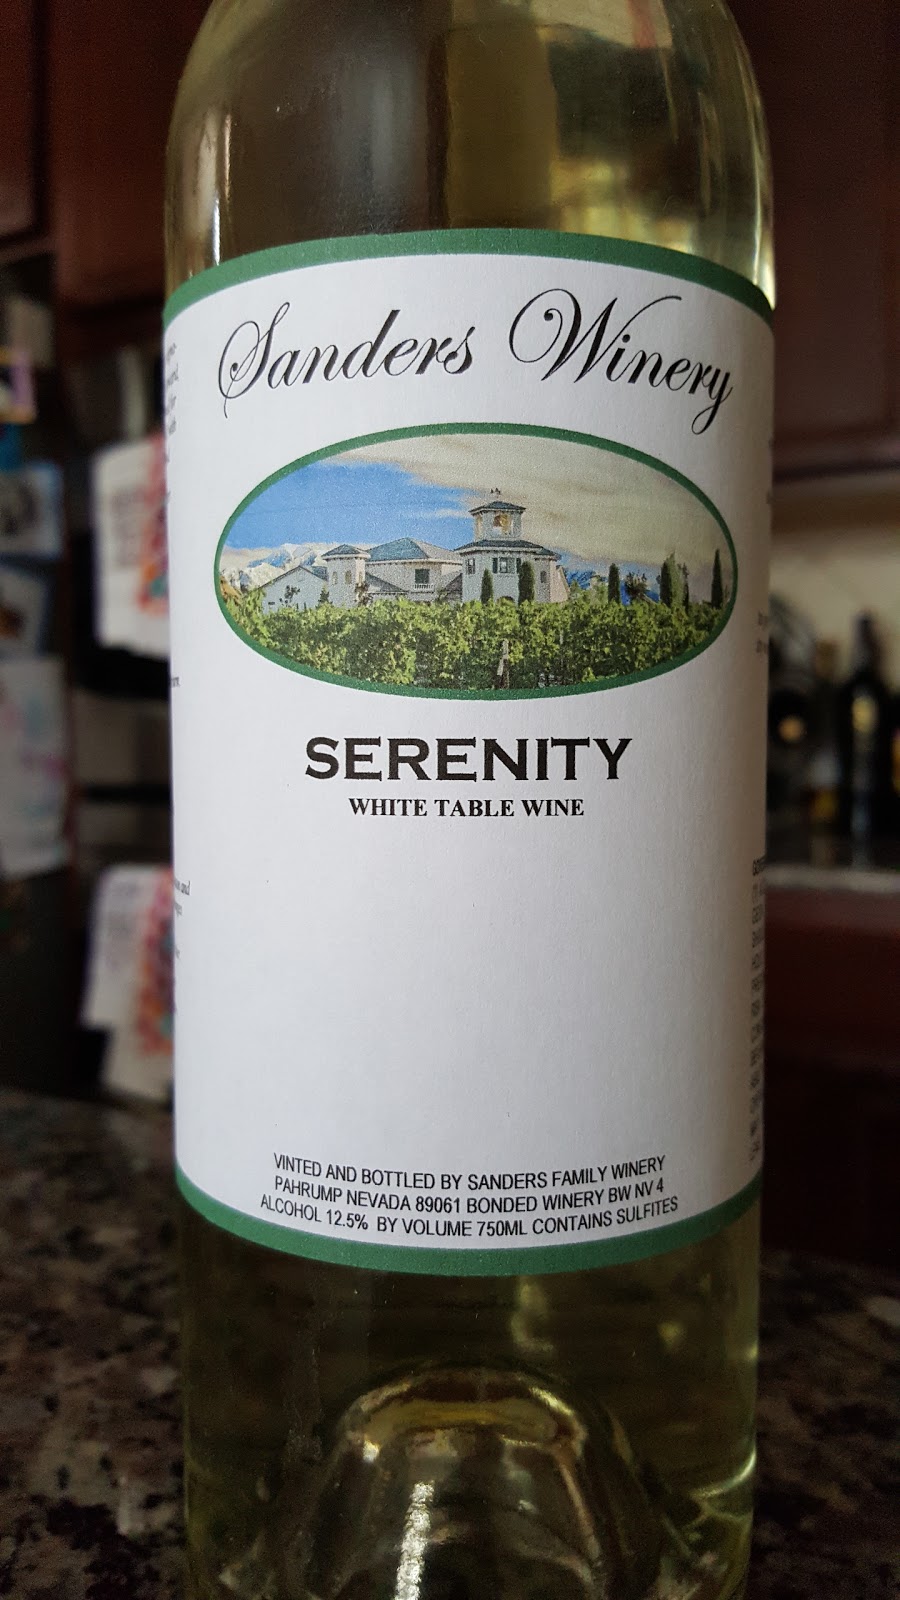 Sanders Winery
SERENITY
WHITE TABLE WINE
VINTED AND BOTTLED BY SANDERS FAMILY WINERY
PAHRUMP NEVADA 89061 BONDED WINERY BW NV 4
ALCOHOL 12.5% BY VOLUME 750ML CONTAINS SULFITES